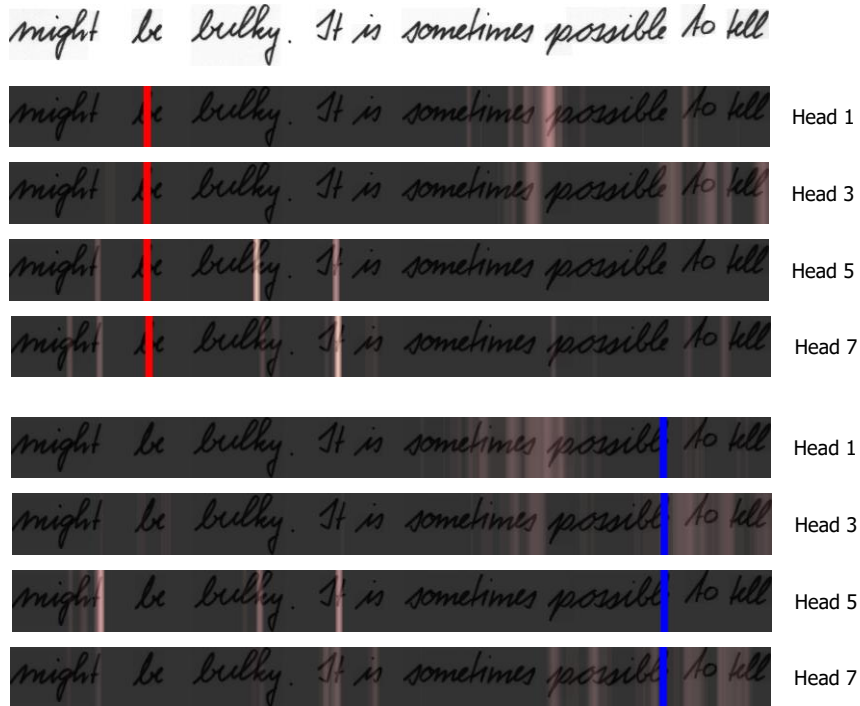 might be bulky. It is sometimes possible to tell
might be bulky. It is sometimes possible to tell Head 1
might be bulky. It is sometimes possible to tell Head 3
might be bulky. It is sometimes possible to tell Head 5
might be bulky. It is sometimes possible to tell Head 7
might be bulky. It is sometimes possible to tell Head 1
might be bulky. It is sometimes possible to tell Head 3
might be bulky. It is sometimes possible to tell Head 5
might be bulky. It is sometimes possible to tell Head 7